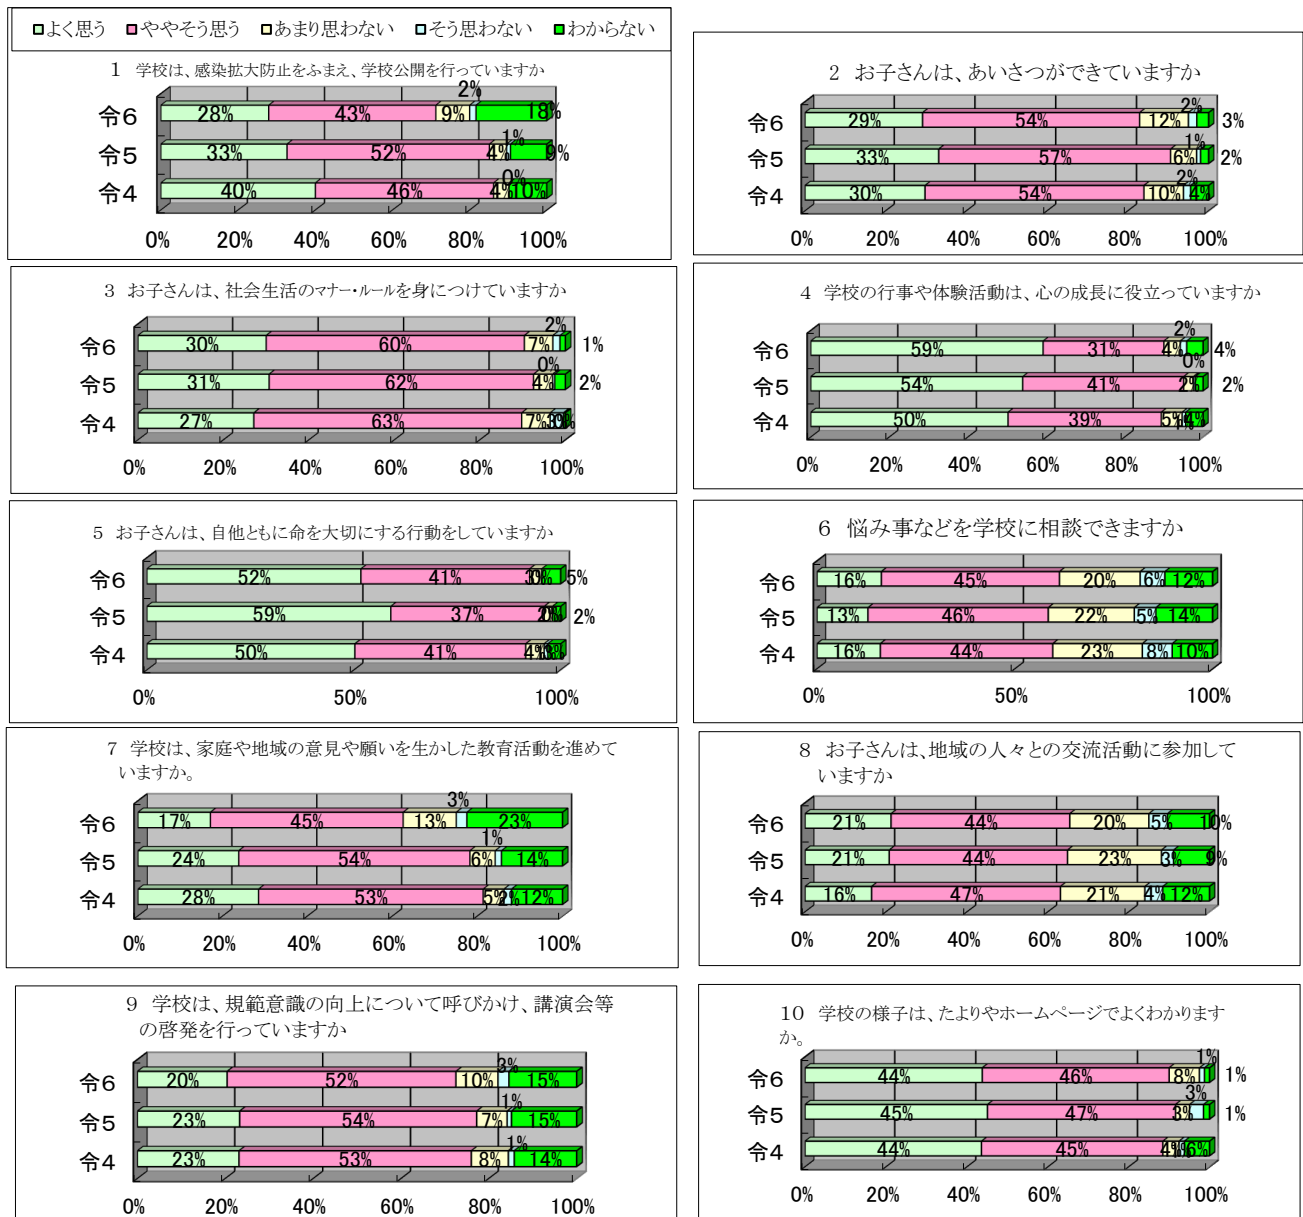 よく思う ややそう思う あまり思わない そう思わない わからない
1 学校は、感染拡大防止をふまえ、学校公開を行っていますか
2%
令6 28% 43% 9% 18%
1%
令5 33% 52% 4% 9%
0%
令4 40% 46% 4% 10%
0% 20% 40% 60% 80% 100%
2 お子さんは、あいさつができていますか
2%
令6 29% 54% 12% 3%
1%
令5 33% 57% 6% 2%
2%
令4 30% 54% 10% 4%
0% 20% 40% 60% 80% 100%
3 お子さんは、社会生活のマナー・ルールを身につけていますか
2%
令6 30% 60% 7% 1%
0%
令5 31% 62% 4% 2%
令4 27% 63% 7% 3%
0% 20% 40% 60% 80% 100%
4 学校の行事や体験活動は、心の成長に役立っていますか
2%
令6 59% 31% 4% 4%
0%
令5 54% 41% 2% 2%
令4 50% 39% 5% 4%
1%
0% 20% 40% 60% 80% 100%
5 お子さんは、自他ともに命を大切にする行動をしていますか
令6 52% 41% 3% 0% 5%
令5 59% 37% 2% 0% 2%
令4 50% 41% 4% 3%
0% 50% 100%
6 悩み事などを学校に相談できますか
令6 16% 45% 20% 6% 12%
令5 13% 46% 22% 5% 14%
令4 16% 44% 23% 8% 10%
0% 50% 100%
7 学校は、家庭や地域の意見や願いを生かした教育活動を進めて
いますか。
3%
令6 17% 45% 13% 23%
1%
令5 24% 54% 6% 14%
令4 28% 53% 5% 2% 12%
0% 20% 40% 60% 80% 100%
8 お子さんは、地域の人々との交流活動に参加して
いますか
令6 21% 44% 20% 5% 10%
令5 21% 44% 23% 3% 9%
令4 16% 47% 21% 4% 12%
0% 20% 40% 60% 80% 100%
9 学校は、規範意識の向上について呼びかけ、講演会等
の啓発を行っていますか
3%
令6 20% 52% 10% 15%
1%
令5 23% 54% 7% 15%
1%
令4 23% 53% 8% 14%
0% 20% 40% 60% 80% 100%
10 学校の様子は、たよりやホームページでよくわかります
か。
1%
令6 44% 46% 8% 1%
3%
令5 45% 47% 3% 1%
令4 44% 45% 4% 1% 6%
0% 20% 40% 60% 80% 100%